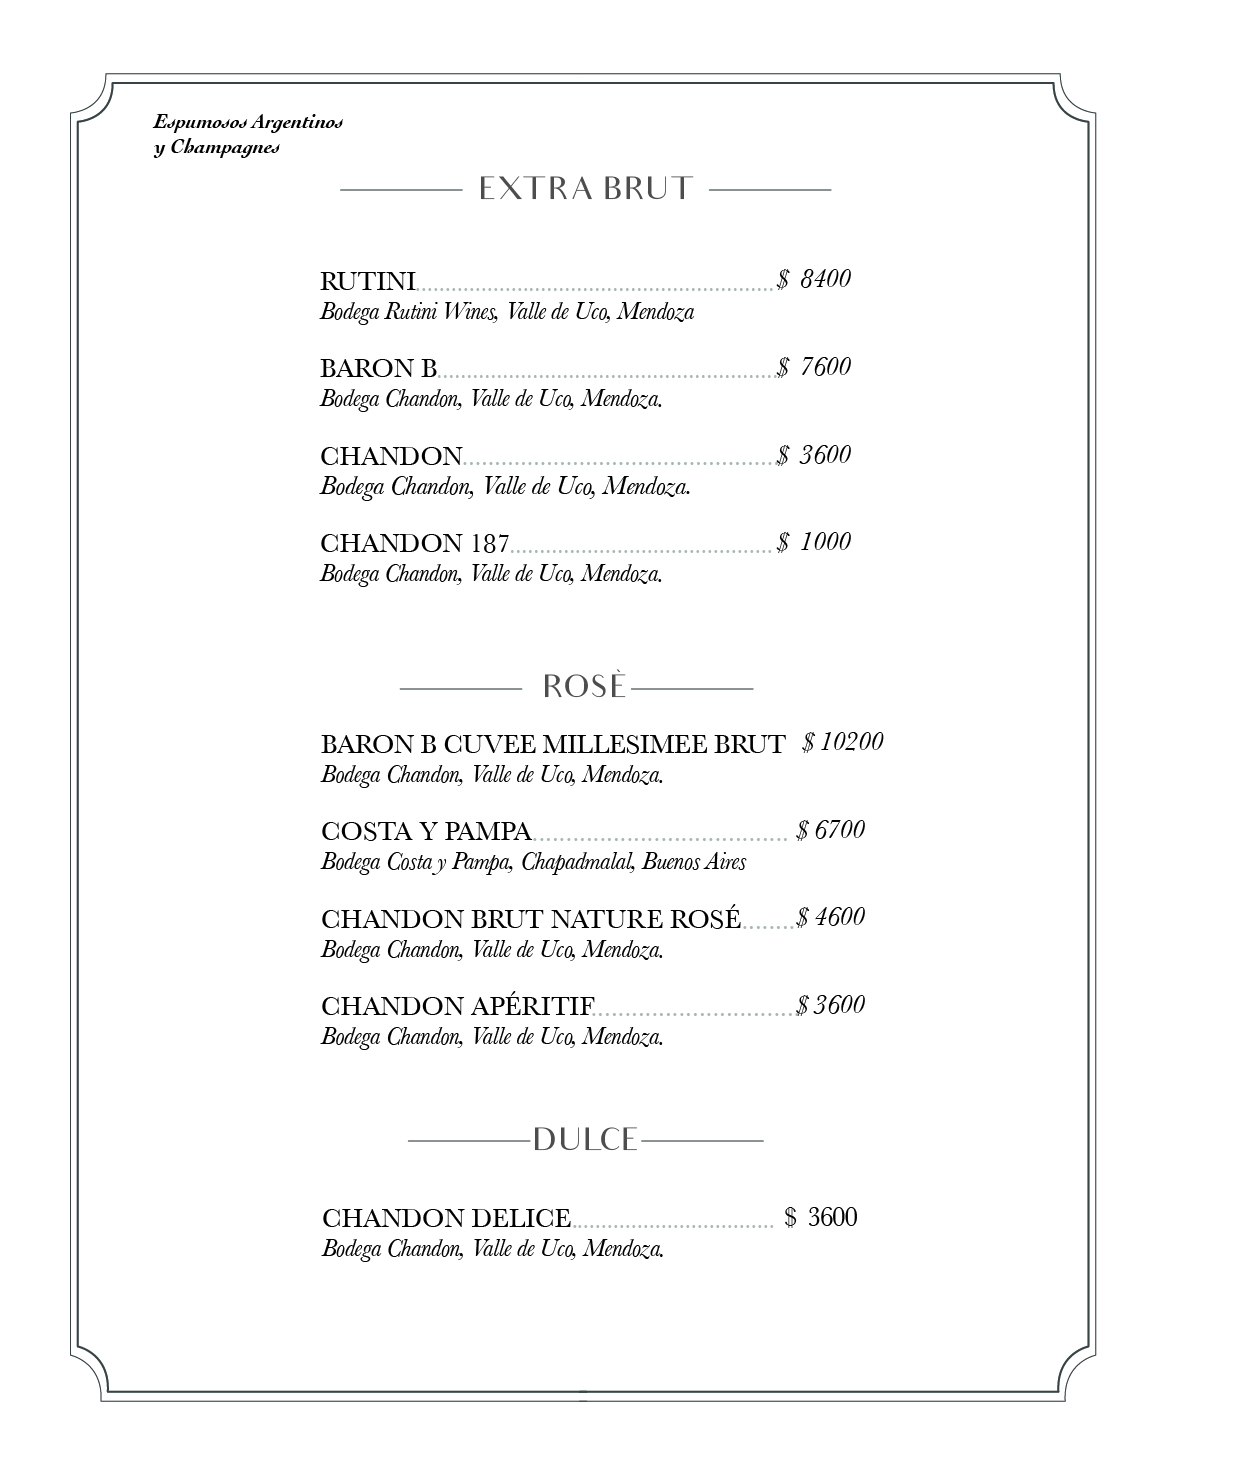 Espumosos Argentinos
y Champagnes
EXTRA BRUT
RUTINI........................................$ 8400
Bodega Rutini Wines, Valle de Uco, Mendoza
BARON B........................................$ 7600
Bodega Chandon, Valle de Uco, Mendoza.
CHANDON........................................$ 3600
Bodega Chandon, Valle de Uco, Mendoza.
CHANDON 187........................................$ 1000
Bodega Chandon, Valle de Uco, Mendoza.
ROSÈ
BARON B CUVEE MILLESIMEE BRUT $ 10200
Bodega Chandon, Valle de Uco, Mendoza.
COSTA Y PAMPA........................................ $ 6700
Bodega Costa y Pampa, Chapadmalal, Buenos Aires
CHANDON BRUT NATURE ROSÉ.......$ 4600
Bodega Chandon, Valle de Uco, Mendoza.
CHANDON APÉRITIF........................................$ 3600
Bodega Chandon, Valle de Uco, Mendoza.
DULCE
CHANDON DELICE........................................ $ 3600
Bodega Chandon, Valle de Uco, Mendoza.